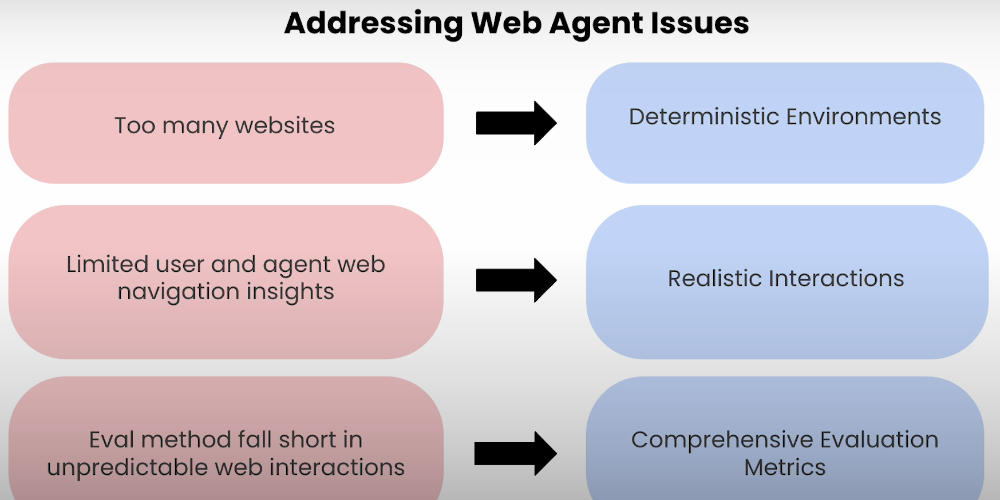 Addressing Web Agent Issues
Too many websites
Deterministic Environments
Limited user and agent web
navigation insights
Realistic Interactions
Eval method fall short in
unpredictable web interactions
Comprehensive Evaluation
Metrics